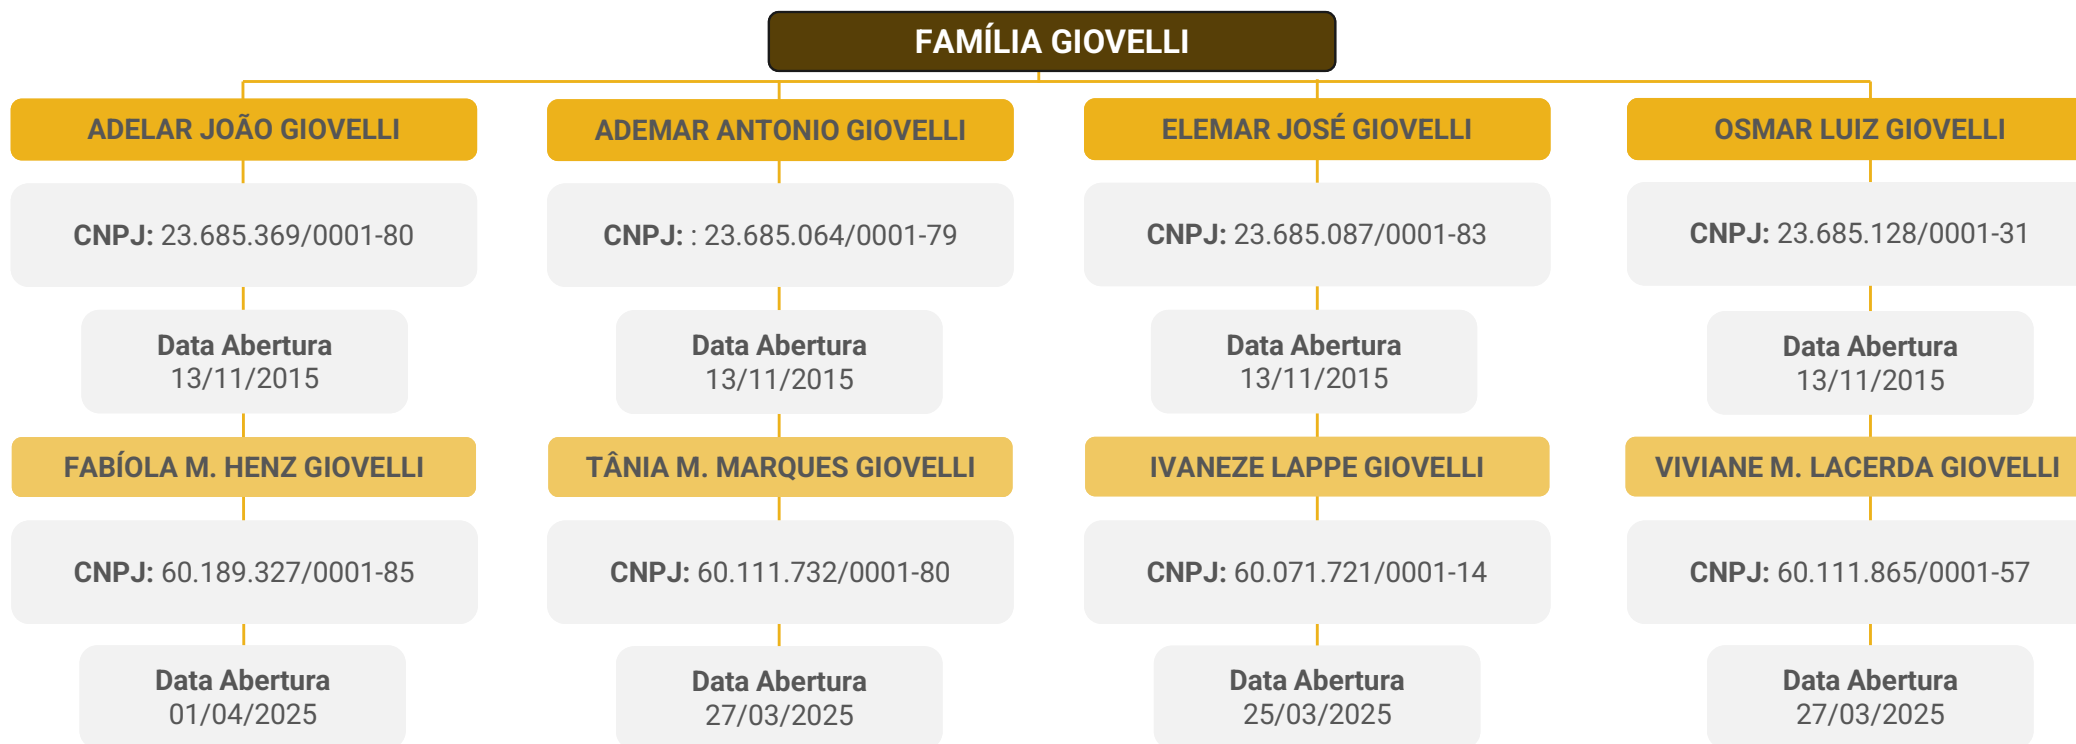 FAMÍLIA GIOVELLI
ADELAR JOÃO GIOVELLI
CNPJ: 23.685.369/0001-80
Data Abertura
13/11/2015
FABÍOLA M. HENZ GIOVELLI
CNPJ: 60.189.327/0001-85
Data Abertura
01/04/2025
ADEMAR ANTONIO GIOVELLI
CNPJ: : 23.685.064/0001-79
Data Abertura
13/11/2015
TÂNIA M. MARQUES GIOVELLI
CNPJ: 60.111.732/0001-80
Data Abertura
27/03/2025
ELEMAR JOSÉ GIOVELLI
CNPJ: 23.685.087/0001-83
Data Abertura
13/11/2015
IVANEZE LAPPE GIOVELLI
CNPJ: 60.071.721/0001-14
Data Abertura
25/03/2025
OSMAR LUIZ GIOVELLI
CNPJ: 23.685.128/0001-31
Data Abertura
13/11/2015
VIVIANE M. LACERDA GIOVELLI
CNPJ: 60.111.865/0001-57
Data Abertura
27/03/2025